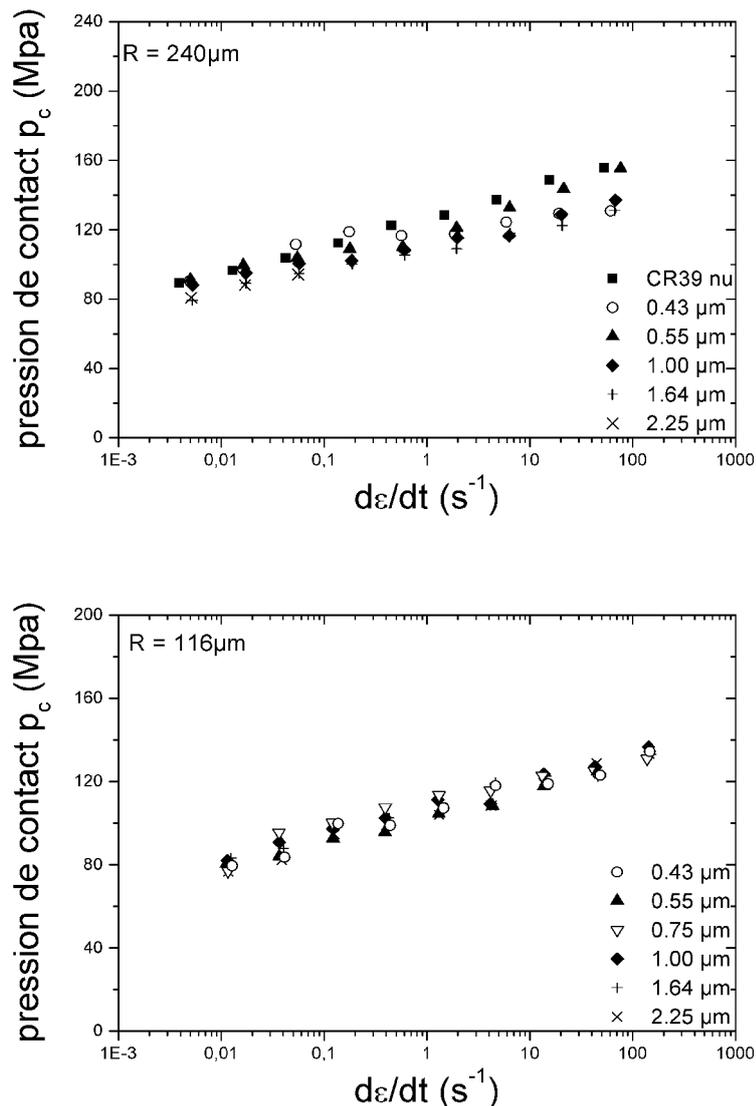 R = 240µm
pression de contact p_c (Mpa)
240
200
160
120
80
40
0
CR39 nu
0.43 µm
0.55 µm
1.00 µm
1.64 µm
2.25 µm
1E-3 0,01 0,1 1 10 100 1000
dε/dt (s⁻¹)
R = 116µm
pression de contact p_c (Mpa)
200
160
120
80
40
0
0.43 µm
0.55 µm
0.75 µm
1.00 µm
1.64 µm
2.25 µm
1E-3 0,01 0,1 1 10 100 1000
dε/dt (s⁻¹)